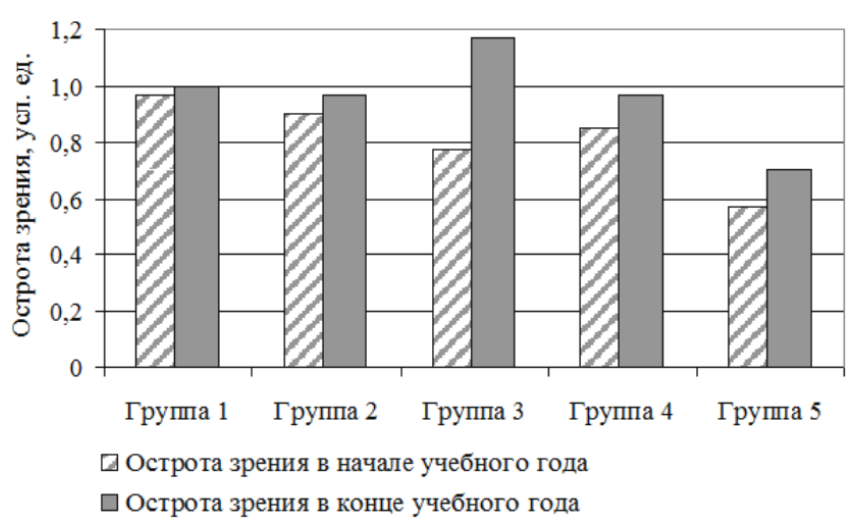 Острота зрения, усл. ед.
1,2
1,0
0,8
0,6
0,4
0,2
0
Группа 1 Группа 2 Группа 3 Группа 4 Группа 5
Острота зрения в начале учебного года
Острота зрения в конце учебного года